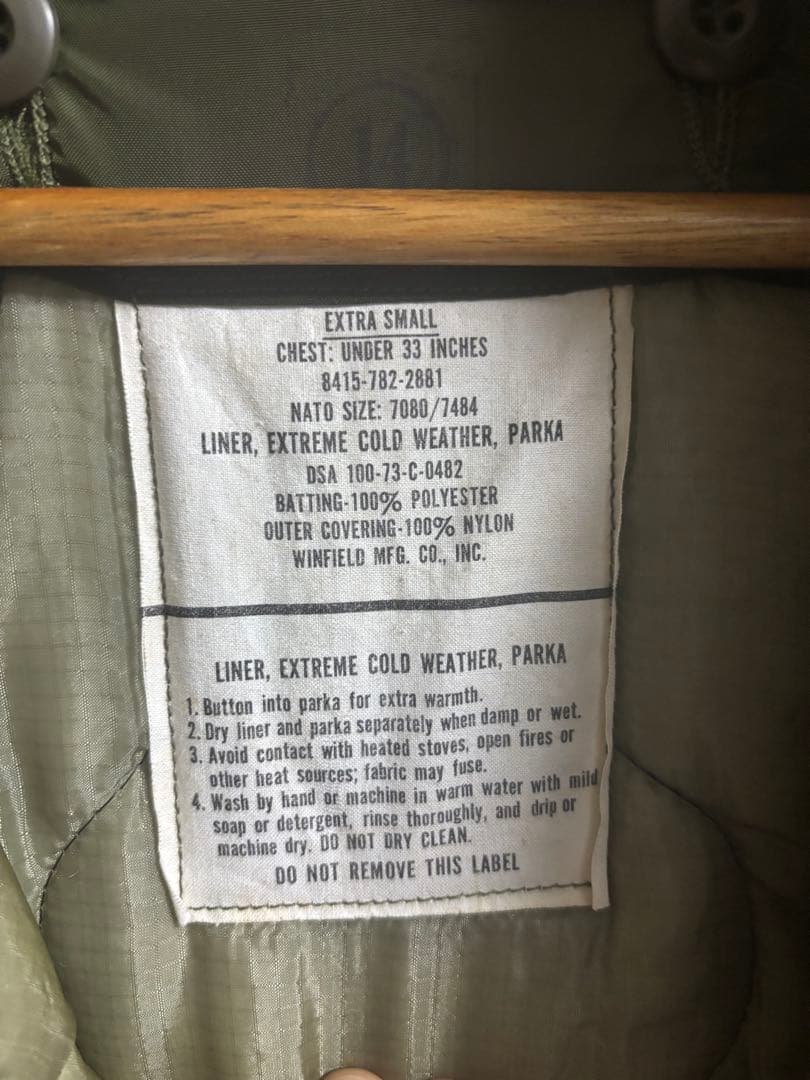 14
EXTRA SMALL
CHEST: UNDER 33 INCHES
8415-782-2881
NATO SIZE: 7080/7484
LINER, EXTREME COLD WEATHER, PARKA
DSA 100-73-C-0482
BATTING-100% POLYESTER
OUTER COVERING-100% NYLON
WINFIELD MFG. CO., INC.
LINER, EXTREME COLD WEATHER, PARKA
1. Button into parka for extra warmth.
2. Dry liner and parka separately when damp or wet.
3. Avoid contact with heated stoves, open fires or
other heat sources; fabric may fuse.
4. Wash by hand or machine in warm water with mild
soap or detergent, rinse thoroughly, and drip or
machine dry. DO NOT DRY CLEAN.
DO NOT REMOVE THIS LABEL